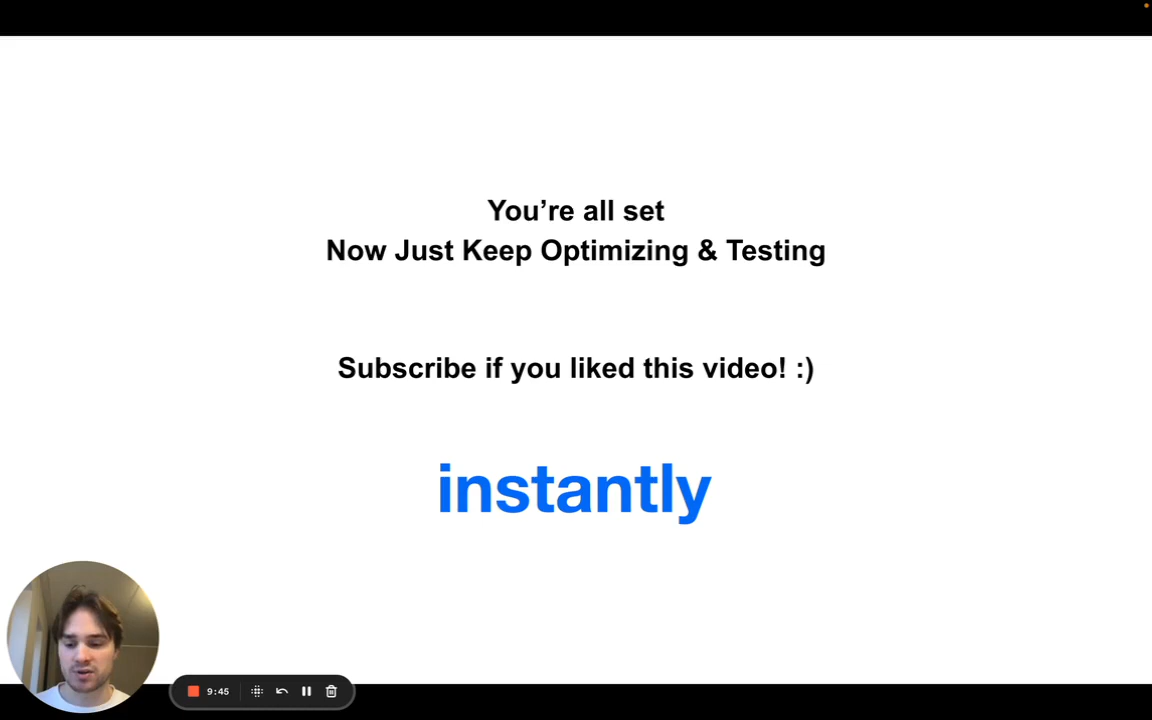 You’re all set
Now Just Keep Optimizing & Testing
Subscribe if you liked this video! :)
instantly
9:45